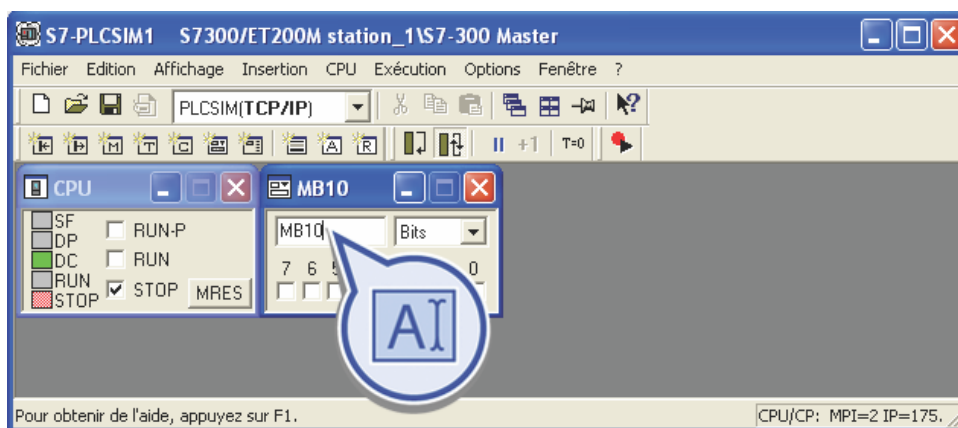 S7-PLCSIM1 S7300/ET200M station_1\S7-300 Master
Fichier Edition Affichage Insertion CPU Exécution Options Fenêtre ?
PLCSIM(TCP/IP)
E A M T C A R +1 T=0
CPU
SF
DP
DC
RUN
STOP
RUN-P
RUN
STOP MRES
MB10
MB10 Bits
7 6 0
AI
Pour obtenir de l'aide, appuyez sur F1. CPU/CP: MPI=2 IP=175.